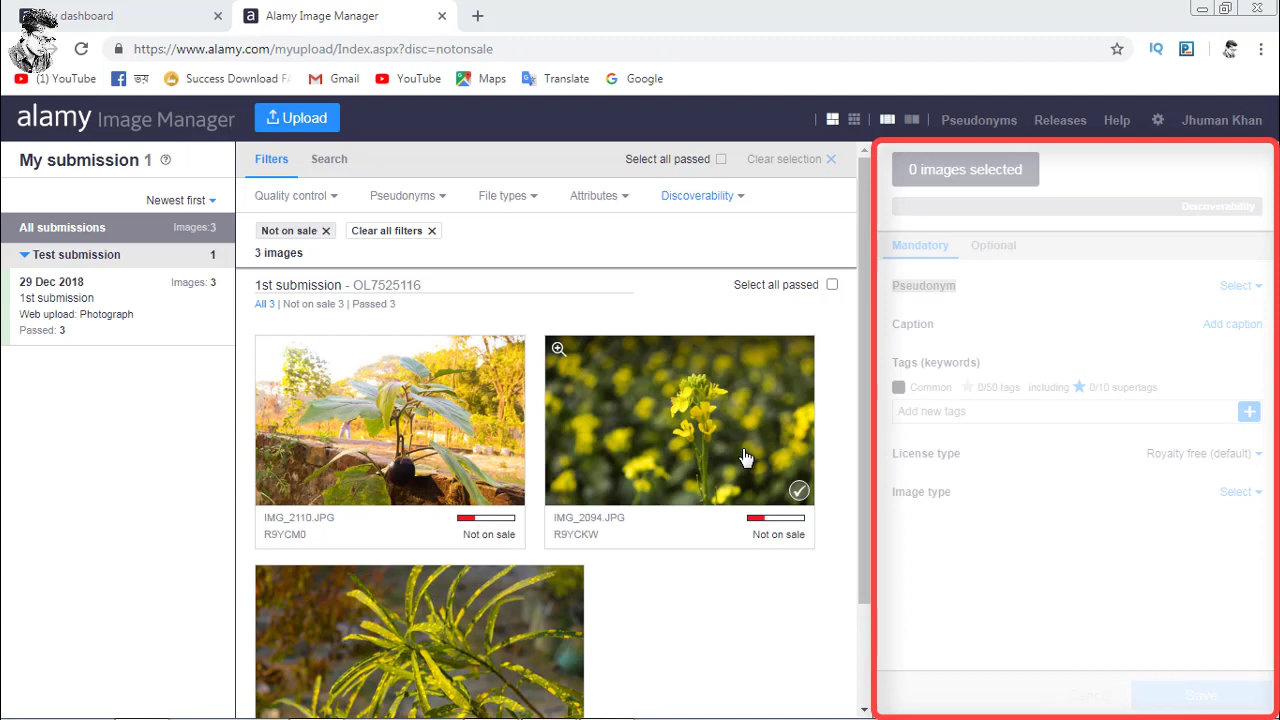 dashboard
Alamy Image Manager
https://www.alamy.com/myupload/Index.aspx?disc=notonsale
(1) YouTube
Success Download FA
Gmail
YouTube
Maps
Translate
Google
alamy Image Manager
Upload
Pseudonyms
Releases
Help
Jhuman Khan
My submission 1
Newest first
All submissions
Images:3
Test submission
1
29 Dec 2018
Images: 3
1st submission
Web upload: Photograph
Passed: 3
Filters
Search
Select all passed
Clear selection
Quality control
Pseudonyms
File types
Attributes
Discoverability
Not on sale
Clear all filters
3 images
1st submission - OL7525116
Select all passed
All 3 | Not on sale 3 | Passed 3
IMG_2110.JPG
R9YCM0
Not on sale
IMG_2094.JPG
R9YCKW
Not on sale
0 images selected
Discoverability
Mandatory
Optional
Pseudonym
Select
Caption
Add caption
Tags (keywords)
Common
0/50 tags
including
0/10 supertags
Add new tags
License type
Royalty free (default)
Image type
Select
Save